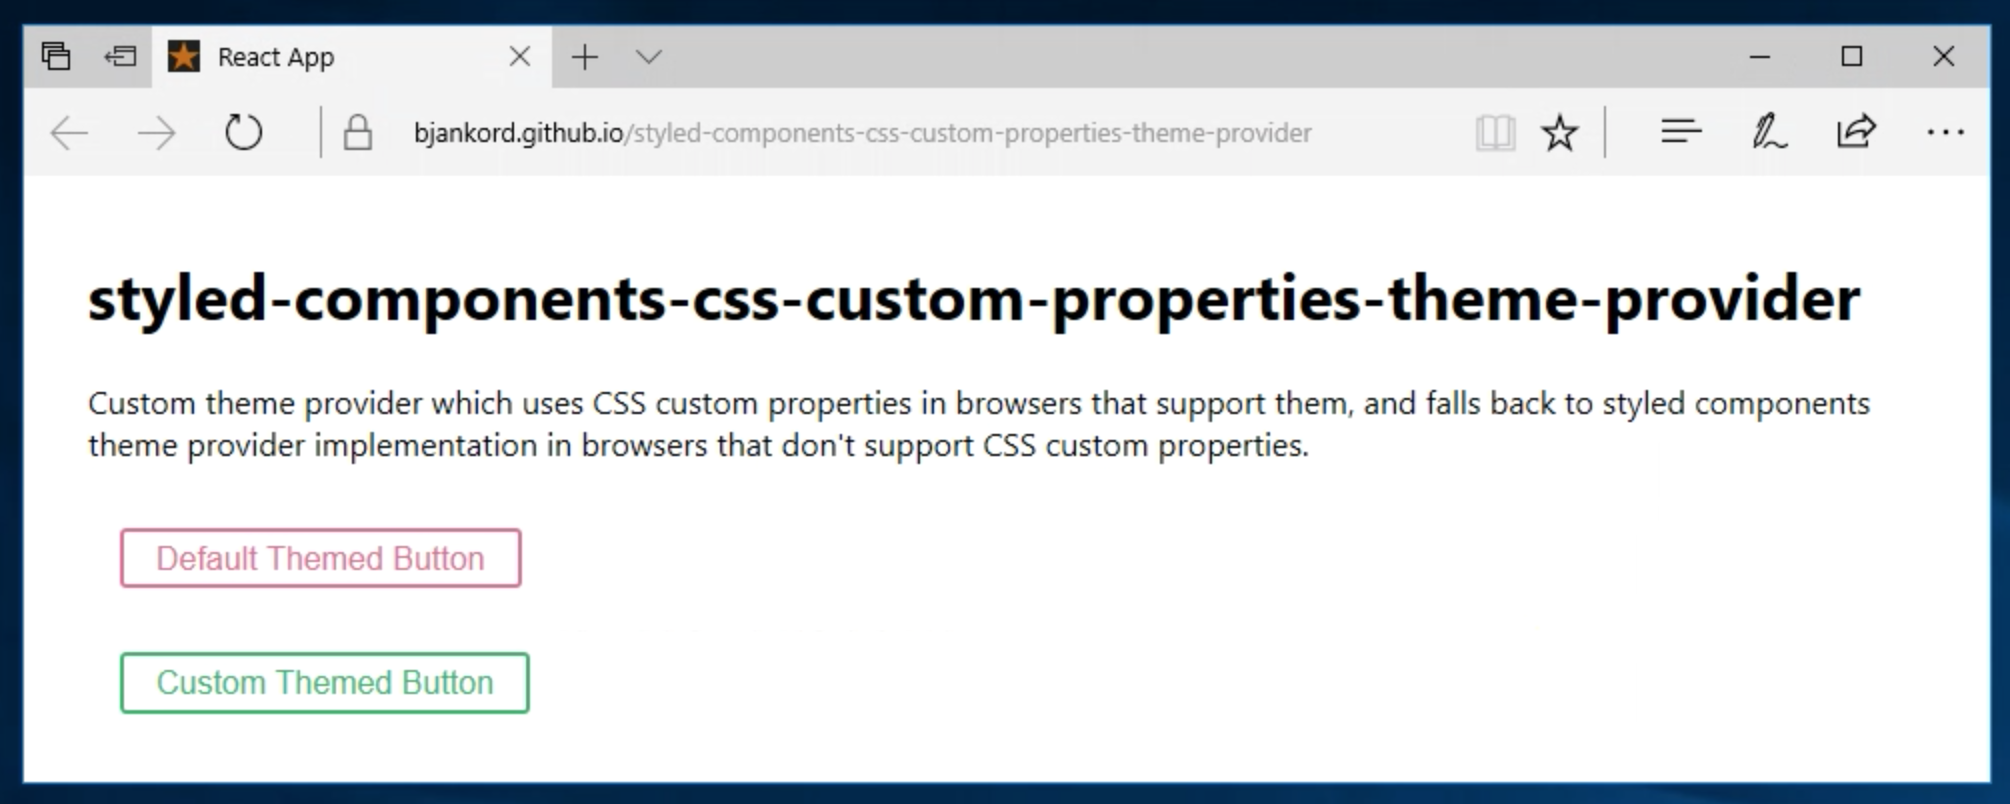 React App
bjankord.github.io/styled-components-css-custom-properties-theme-provider
styled-components-css-custom-properties-theme-provider
Custom theme provider which uses CSS custom properties in browsers that support them, and falls back to styled components
theme provider implementation in browsers that don't support CSS custom properties.
Default Themed Button
Custom Themed Button